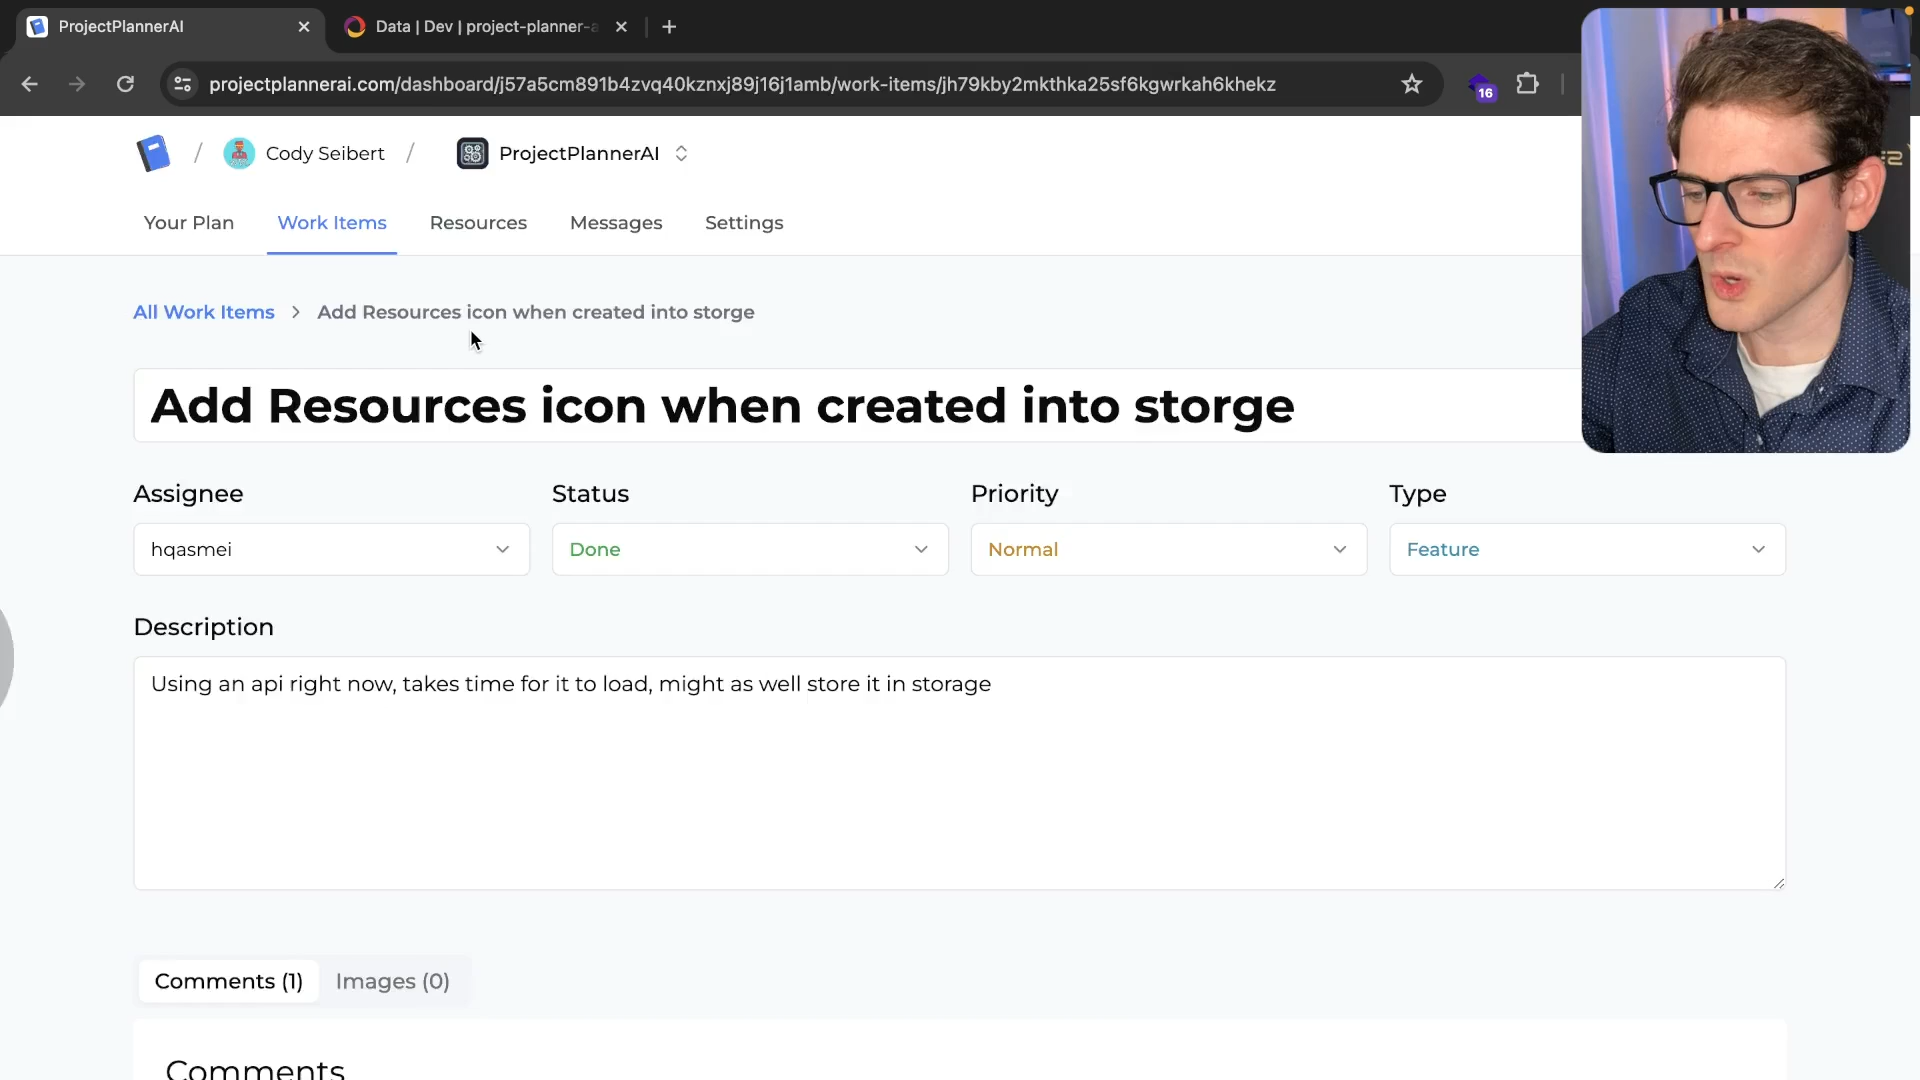 ProjectPlannerAI
Data | Dev | project-planner-a
projectplannerai.com/dashboard/j57a5cm891b4zvq40kznxj89j16j1amb/work-items/jh79kby2mkthka25sf6kgwrkah6khekz
16
/ Cody Seibert / ProjectPlannerAI
Your Plan Work Items Resources Messages Settings
All Work Items > Add Resources icon when created into storge
Add Resources icon when created into storge
Assignee Status Priority Type
hqasmei Done Normal Feature
Description
Using an api right now, takes time for it to load, might as well store it in storage
Comments (1) Images (0)
Comments